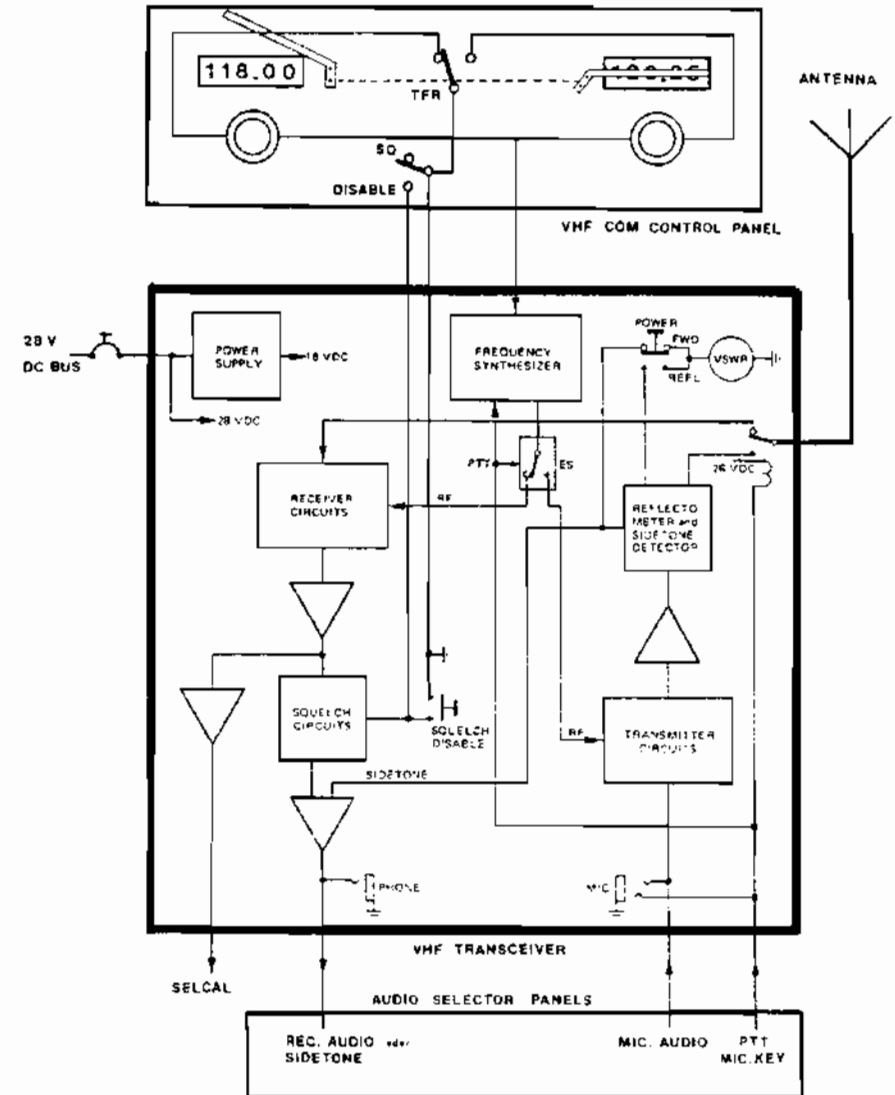 118.00
TFR
ANTENNA
SQ
DISABLE
VHF COM CONTROL PANEL
28 V
DC BUS
POWER
SUPPLY
18 VDC
28 VDC
FREQUENCY
SYNTHESIZER
POWER
FWD
VSWR
REFL
PTT
ES
28 VDC
RECEIVER
CIRCUITS
RF
REFLECTO
METER and
SIDETONE
DETECTOR
SQUELCH
CIRCUITS
SQUELCH
DISABLE
RF
TRANSMITTER
CIRCUITS
SIDETONE
PHONE
MIC
VHF TRANSCEIVER
SELCAL
AUDIO SELECTOR PANELS
REC. AUDIO oder
SIDETONE
MIC. AUDIO
PTT
MIC.KEY